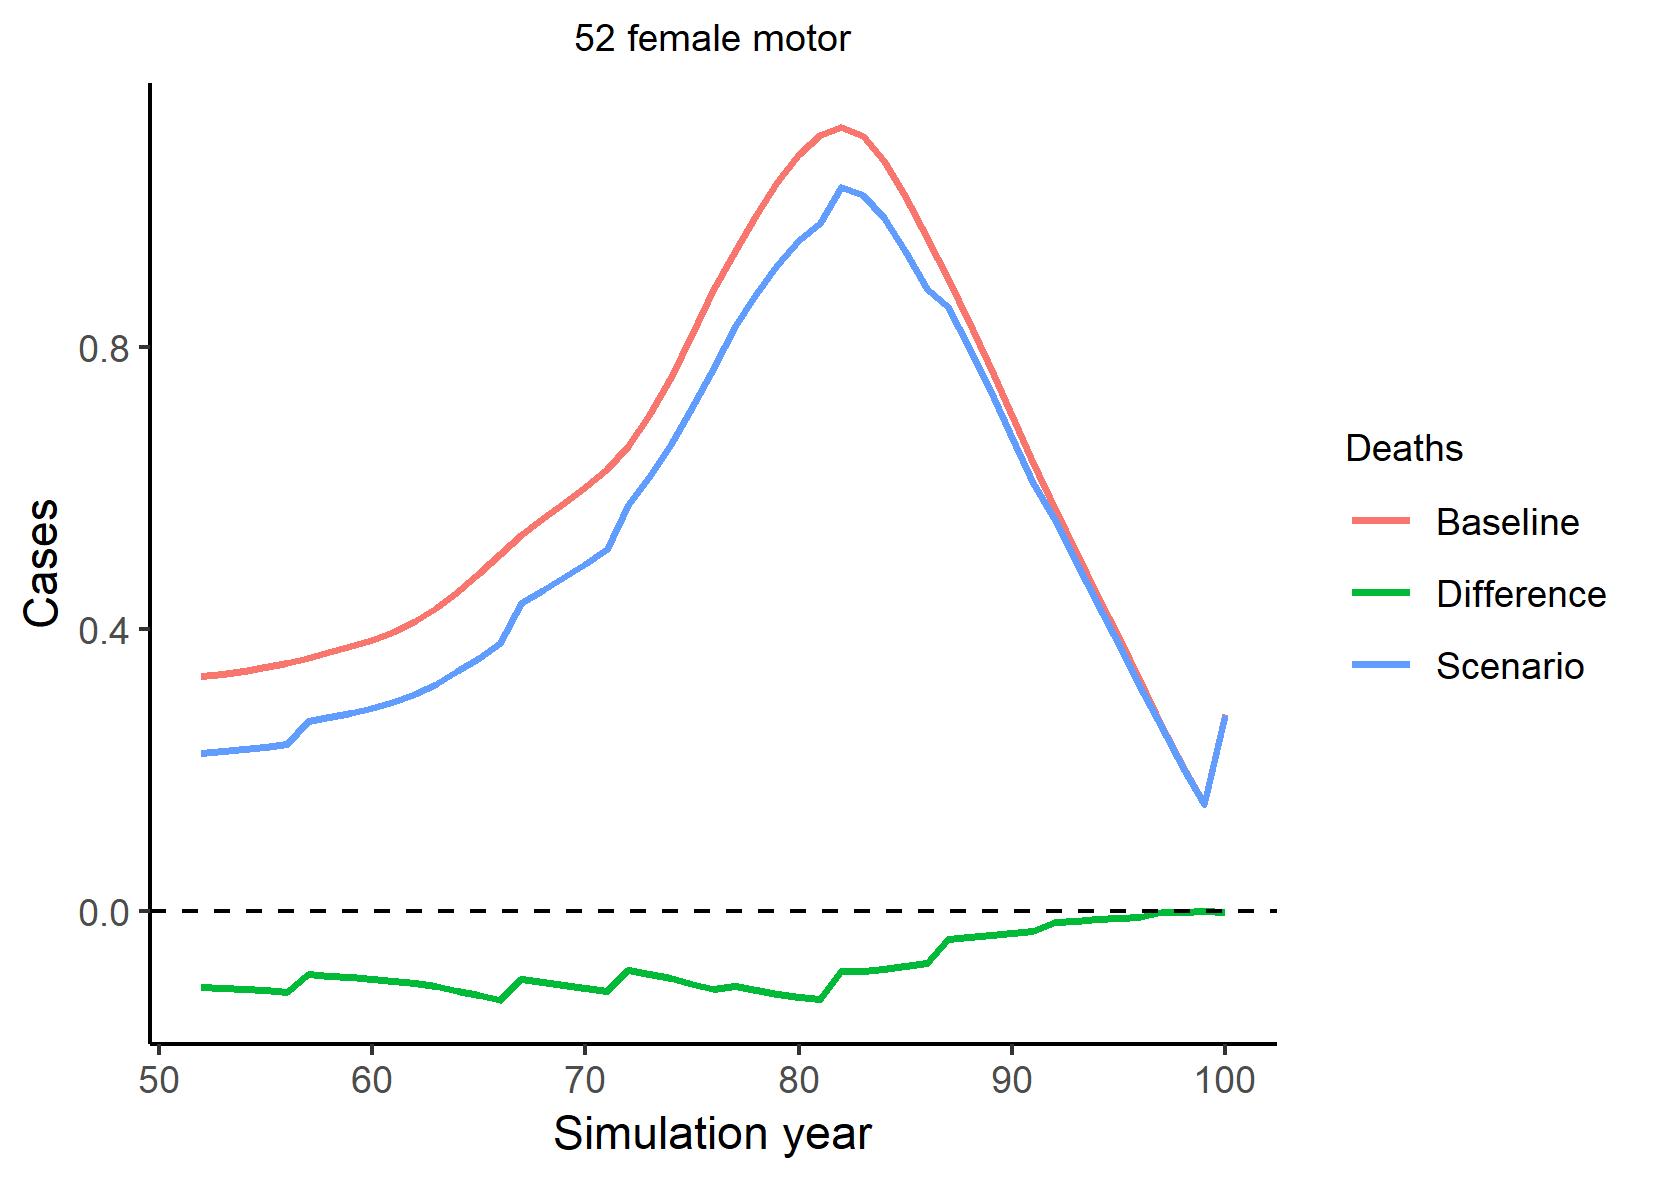 52 female motor
Cases
0.8
0.4
0.0
50 60 70 80 90 100
Simulation year
Deaths
Baseline
Difference
Scenario